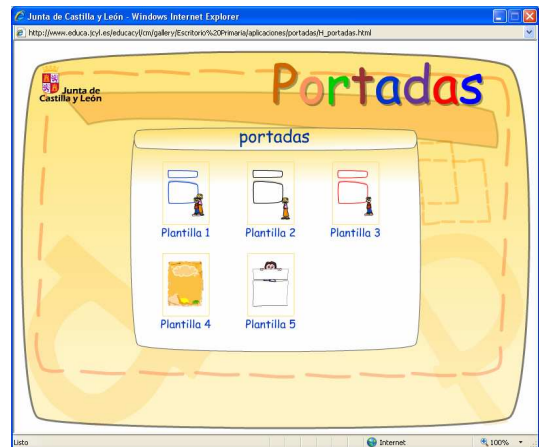 Junta de Castilla y León - Windows Internet Explorer
http://www.educa.jcyl.es/educacyl/cm/gallery/Escritorio%20Primaria/aplicaciones/portadas/H_portadas.html
Portadas
Junta de
Castilla y León
portadas
Plantilla 1 Plantilla 2 Plantilla 3
Plantilla 4 Plantilla 5
Listo Internet 100%